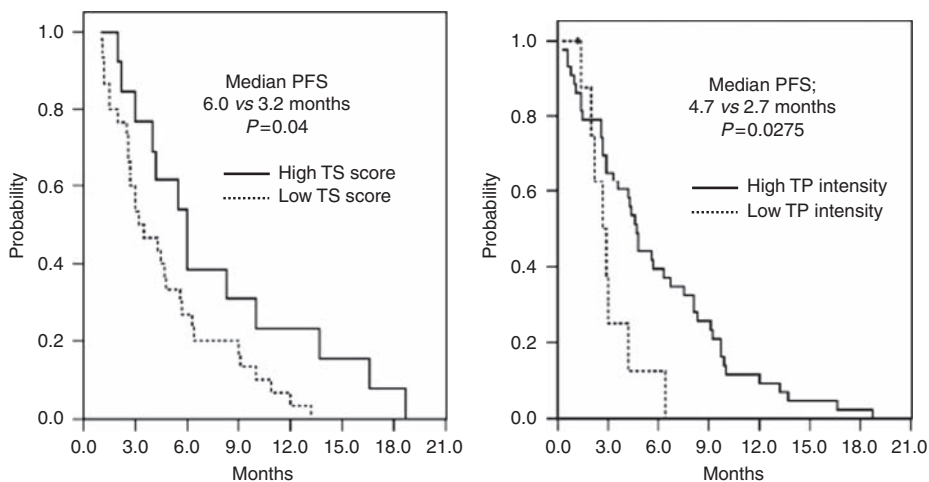 1.0
0.8
0.6
0.4
0.2
0.0
Probability
Median PFS
6.0 vs 3.2 months
P=0.04
High TS score
Low TS score
0.0 3.0 6.0 9.0 12.0 15.0 18.0 21.0
Months
1.0
0.8
0.6
0.4
0.2
0.0
Probability
Median PFS;
4.7 vs 2.7 months
P=0.0275
High TP intensity
Low TP intensity
0.0 3.0 6.0 9.0 12.0 15.0 18.0 21.0
Months